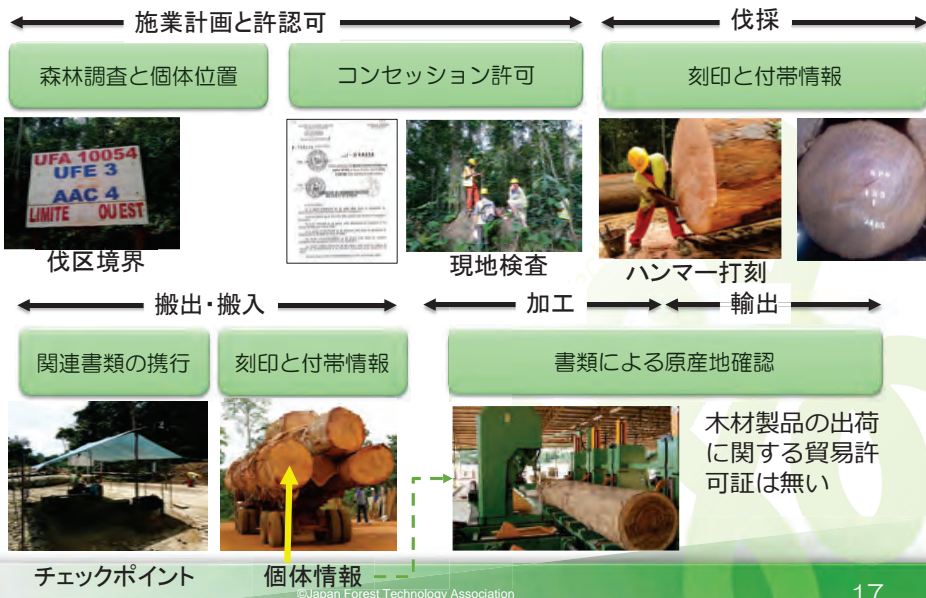 施業計画と許認可
伐採
森林調査と個体位置
コンセッション許可
刻印と付帯情報
UFA 10054
UFE 3
AAC 4
LIMITE OUEST
伐区境界
現地検査
ハンマー打刻
搬出・搬入
加工
輸出
関連書類の携行
刻印と付帯情報
書類による原産地確認
木材製品の出荷
に関する貿易許
可証は無い
チェックポイント
個体情報
©Japan Forest Technology Association
17